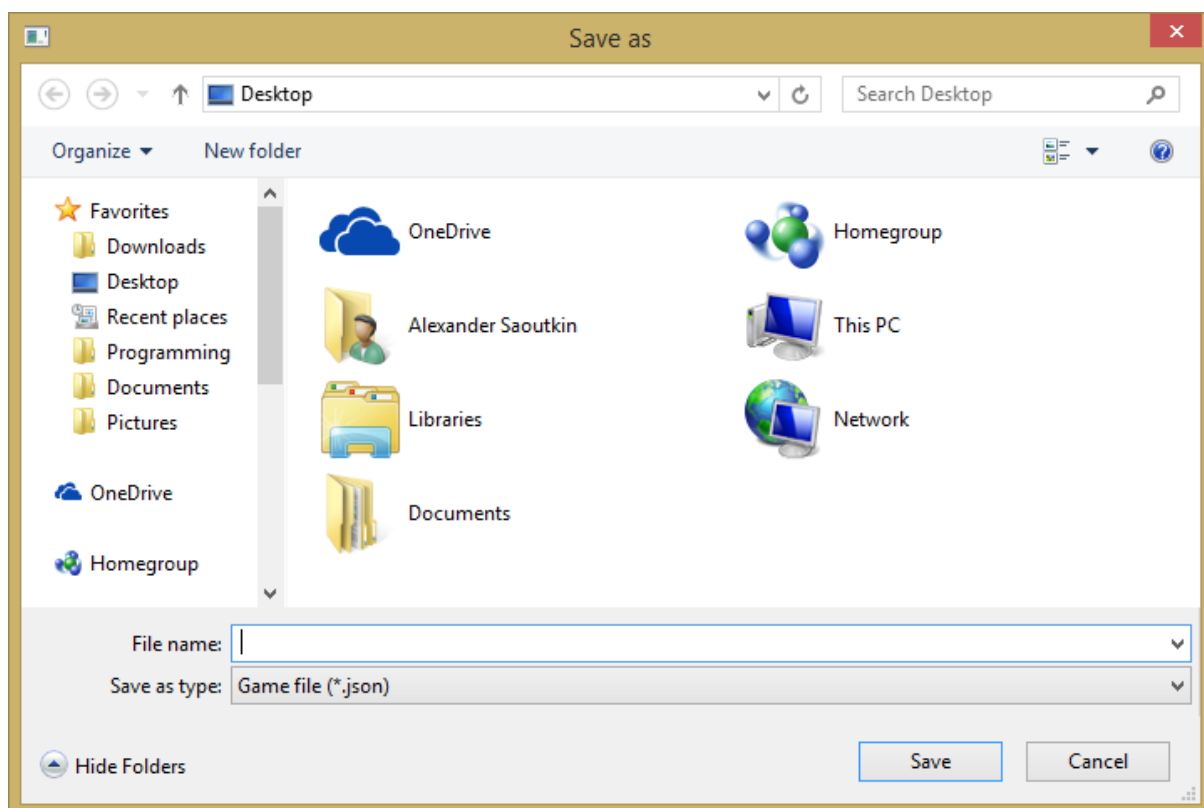 Save as
Desktop
Search Desktop
Organize
New folder
Favorites
Downloads
Desktop
Recent places
Programming
Documents
Pictures
OneDrive
Homegroup
OneDrive
Homegroup
Alexander Saoutkin
This PC
Libraries
Network
Documents
File name:
Save as type: Game file (*.json)
Hide Folders
Save
Cancel